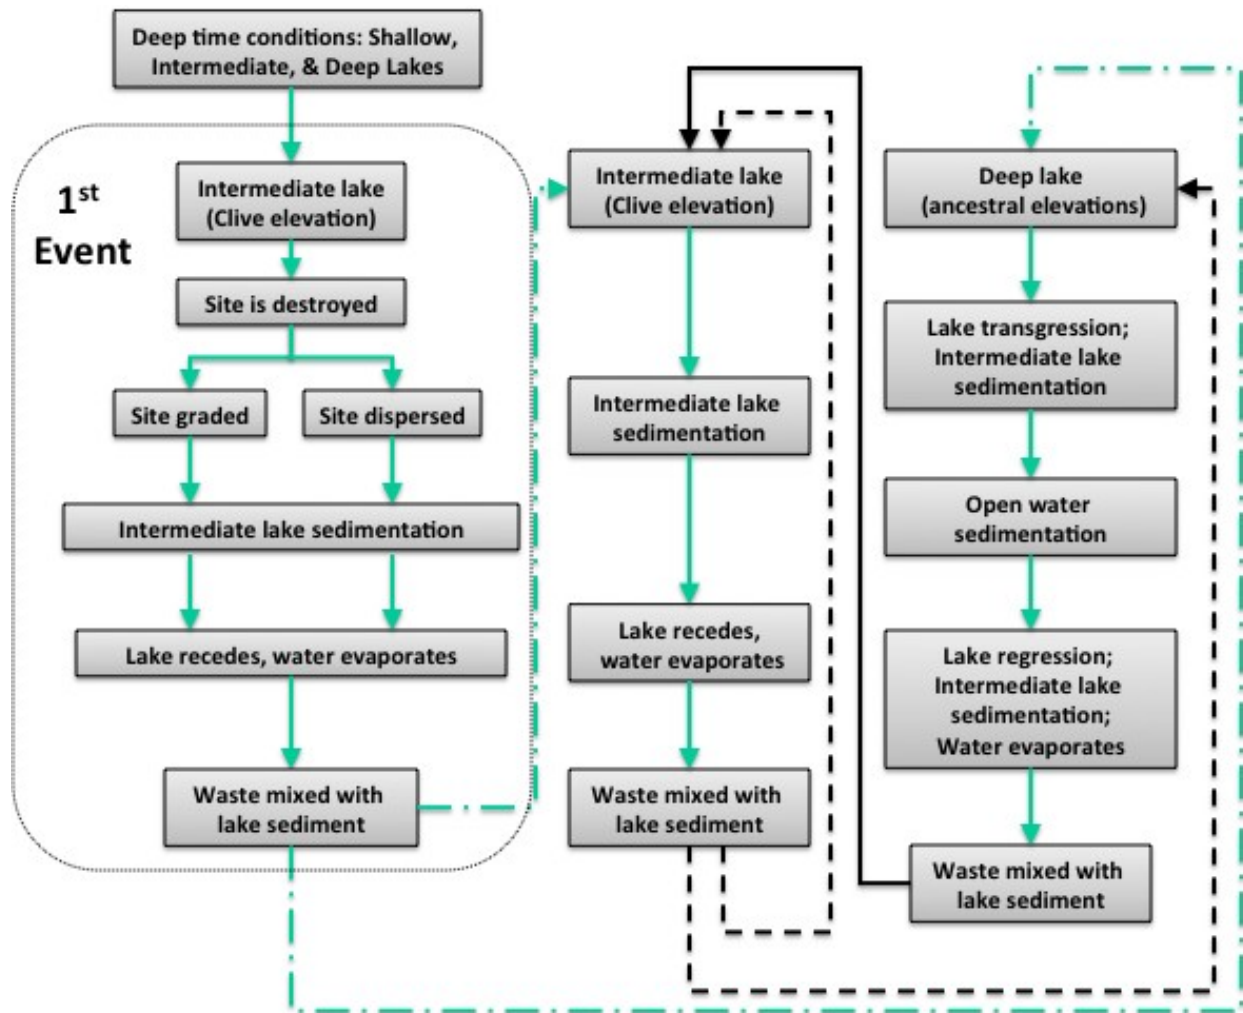 Deep time conditions: Shallow,
Intermediate, & Deep Lakes
1st
Event
Intermediate lake
(Clive elevation)
Site is destroyed
Site graded
Site dispersed
Intermediate lake sedimentation
Lake recedes, water evaporates
Waste mixed with
lake sediment
Intermediate lake
(Clive elevation)
Intermediate lake
sedimentation
Lake recedes,
water evaporates
Waste mixed with
lake sediment
Deep lake
(ancestral elevations)
Lake transgression;
Intermediate lake
sedimentation
Open water
sedimentation
Lake regression;
Intermediate lake
sedimentation;
Water evaporates
Waste mixed with
lake sediment